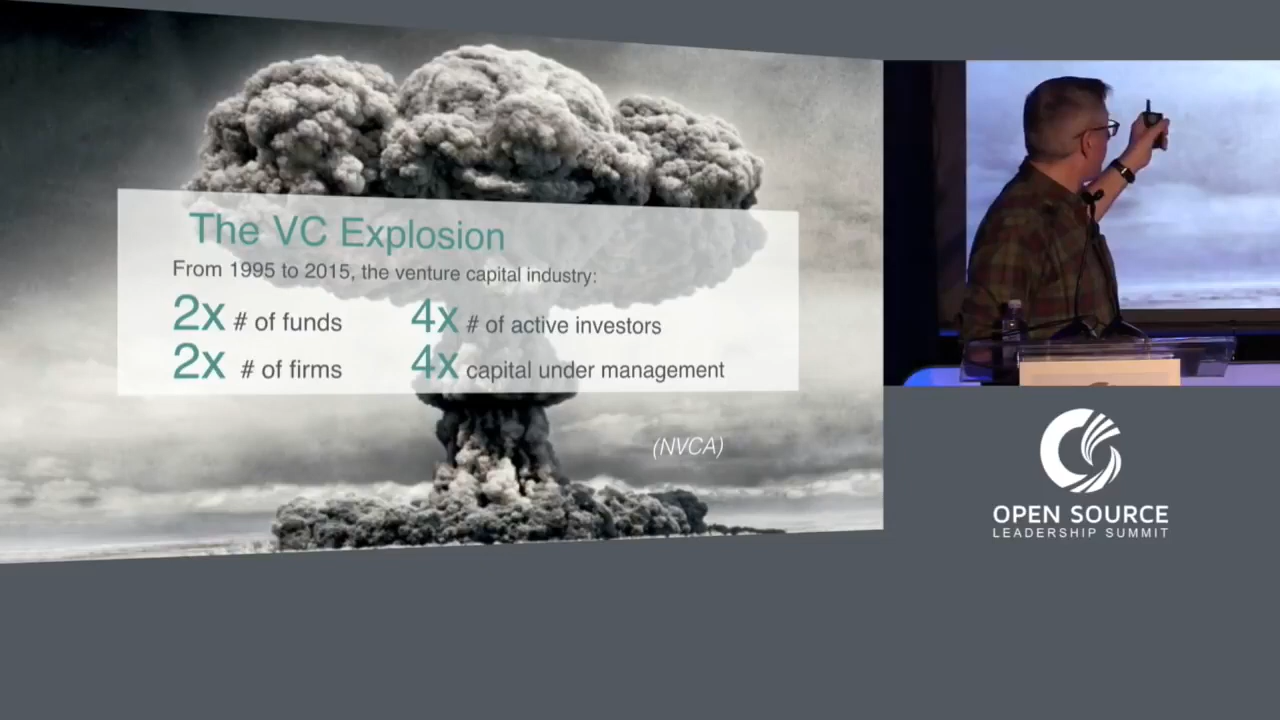 The VC Explosion
From 1995 to 2015, the venture capital industry:
2x # of funds 4x # of active investors
2x # of firms 4x capital under management
(NVCA)
OPEN SOURCE
LEADERSHIP SUMMIT